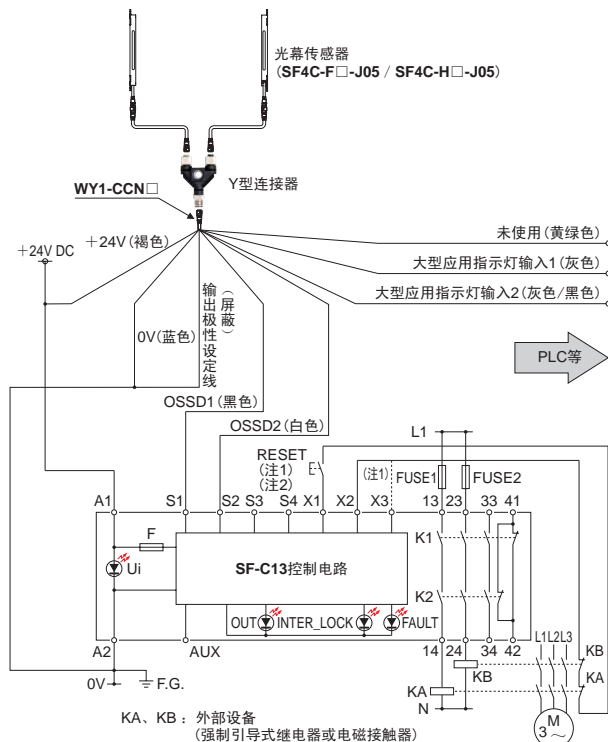 光幕传感器
(SF4C-F□-J05 / SF4C-H□-J05)
Y型连接器
WY1-CCN□
+24V(褐色)
+24V DC
未使用(黄绿色)
大型应用指示灯输入1(灰色)
大型应用指示灯输入2(灰色/黑色)
0V(蓝色)
输出极性设定线
(屏蔽)
PLC等
OSSD1(黑色)
OSSD2(白色)
L1
RESET
(注1)
(注2)
(注1)
FUSE1
FUSE2
A1 S1 S2 S3 S4 X1 X2 X3 13 23 33 41
F
K1
Ui
SF-C13控制电路
K2
OUT INTER_LOCK FAULT
A2 AUX 14 24 34 42
L1L2L3
KB
KA
KB
KA
0V
F.G.
N
M
3～
KA、KB：外部设备
(强制引导式继电器或电磁接触器)